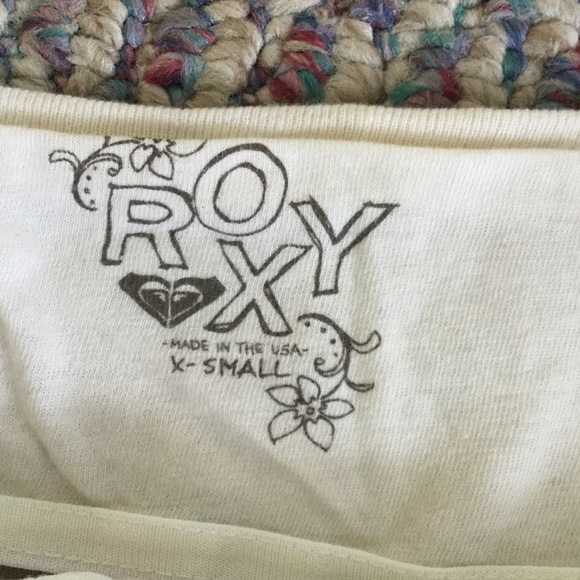 ROXY
-MADE IN THE USA-
X-SMALL